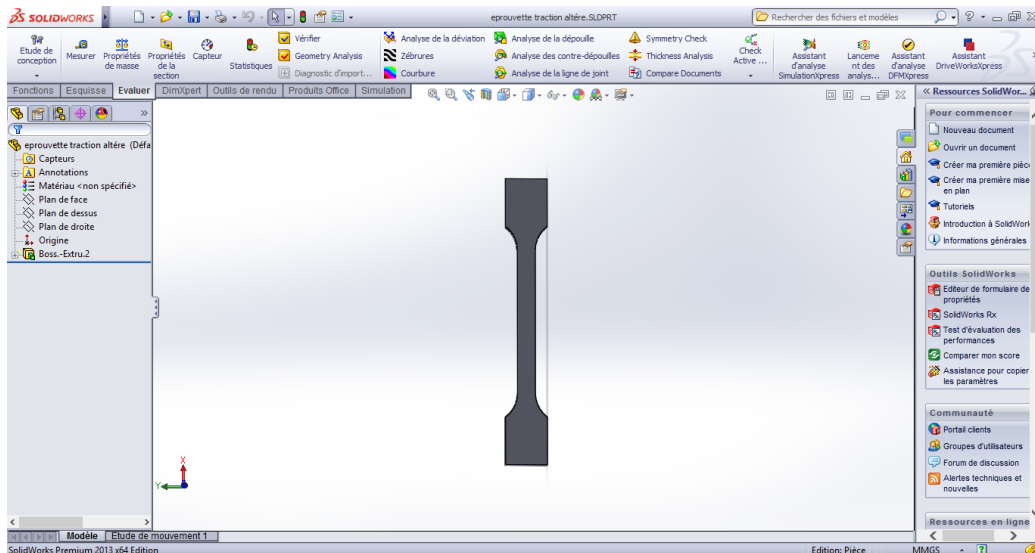 SOLIDWORKS
eprouvette traction altére.SLDPRT
Rechercher des fichiers et modèles
Etude de conception
Mesurer
Propriétés de masse
Propriétés de la section
Capteur
Statistiques
Vérifier
Geometry Analysis
Diagnostic d'import...
Analyse de la déviation
Zébrures
Courbure
Analyse de la dépouille
Analyse des contre-dépouilles
Analyse de la ligne de joint
Symmetry Check
Thickness Analysis
Compare Documents
Check Active ...
Assistant d'analyse SimulationXpress
Lanceme nt des analys...
Assistant d'analyse DFMXpress
Assistant DriveWorksXpress
Fonctions
Esquisse
Evaluer
DimXpert
Outils de rendu
Produits Office
Simulation
eprouvette traction altére (Défa
Capteurs
Annotations
Matériau <non spécifié>
Plan de face
Plan de dessus
Plan de droite
Origine
Boss.-Extru.2
X
Y
Ressources SolidWor...
Pour commencer
Nouveau document
Ouvrir un document
Créer ma première pièc
Créer ma première mise
en plan
Tutoriels
Introduction à SolidWork
Informations générales
Outils SolidWorks
Editeur de formulaire de
propriétés
SolidWorks Rx
Test d'évaluation des
performances
Comparer mon score
Assistance pour copier
les paramètres
Communauté
Portail clients
Groupes d'utilisateurs
Forum de discussion
Alertes techniques et
nouvelles
Ressources en ligne
Modèle
Etude de mouvement 1
SolidWorks Premium 2013 x64 Edition
Edition: Pièce
MMGS